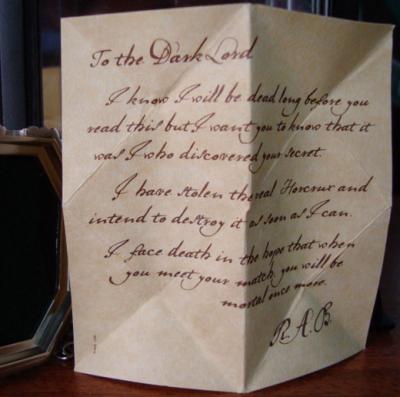 To the Dark Lord
I know I will be dead long before you
read this but I want you to know that it
was I who discovered your secret.
I have stolen the real Horcrux and
intend to destroy it as soon as I can.
I face death in the hope that when
you meet your match, you will be
mortal once more.
R.A.B.